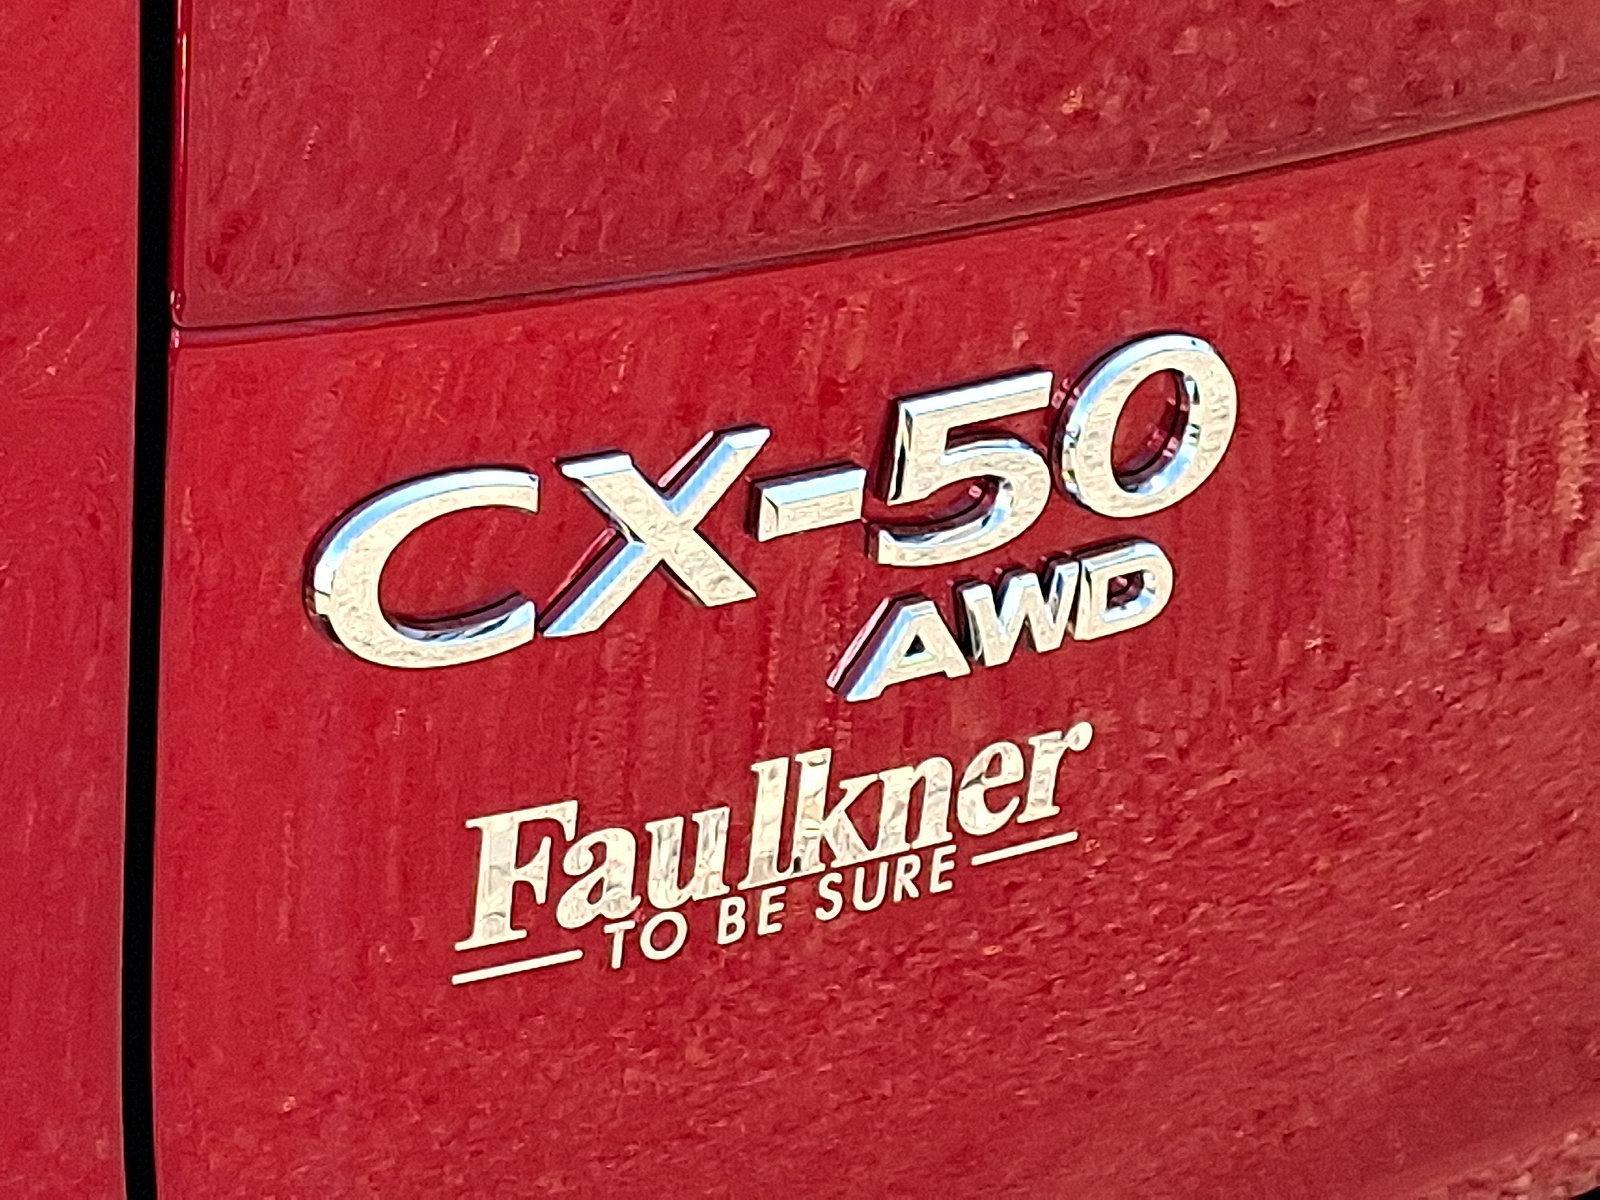 CX-50
AWD
Faulkner
TO BE SURE